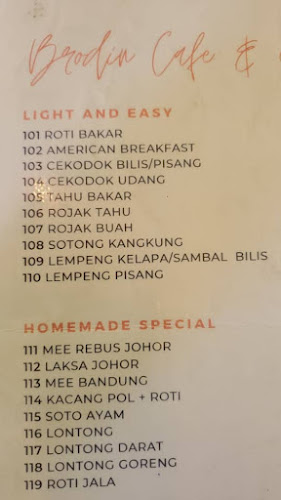 Brodin Cafe &
LIGHT AND EASY
101 ROTI BAKAR
102 AMERICAN BREAKFAST
103 CEKODOK BILIS/PISANG
104 CEKODOK UDANG
105 TAHU BAKAR
106 ROJAK TAHU
107 ROJAK BUAH
108 SOTONG KANGKUNG
109 LEMPENG KELAPA/SAMBAL BILIS
110 LEMPENG PISANG
HOMEMADE SPECIAL
111 MEE REBUS JOHOR
112 LAKSA JOHOR
113 MEE BANDUNG
114 KACANG POL + ROTI
115 SOTO AYAM
116 LONTONG
117 LONTONG DARAT
118 LONTONG GORENG
119 ROTI JALA